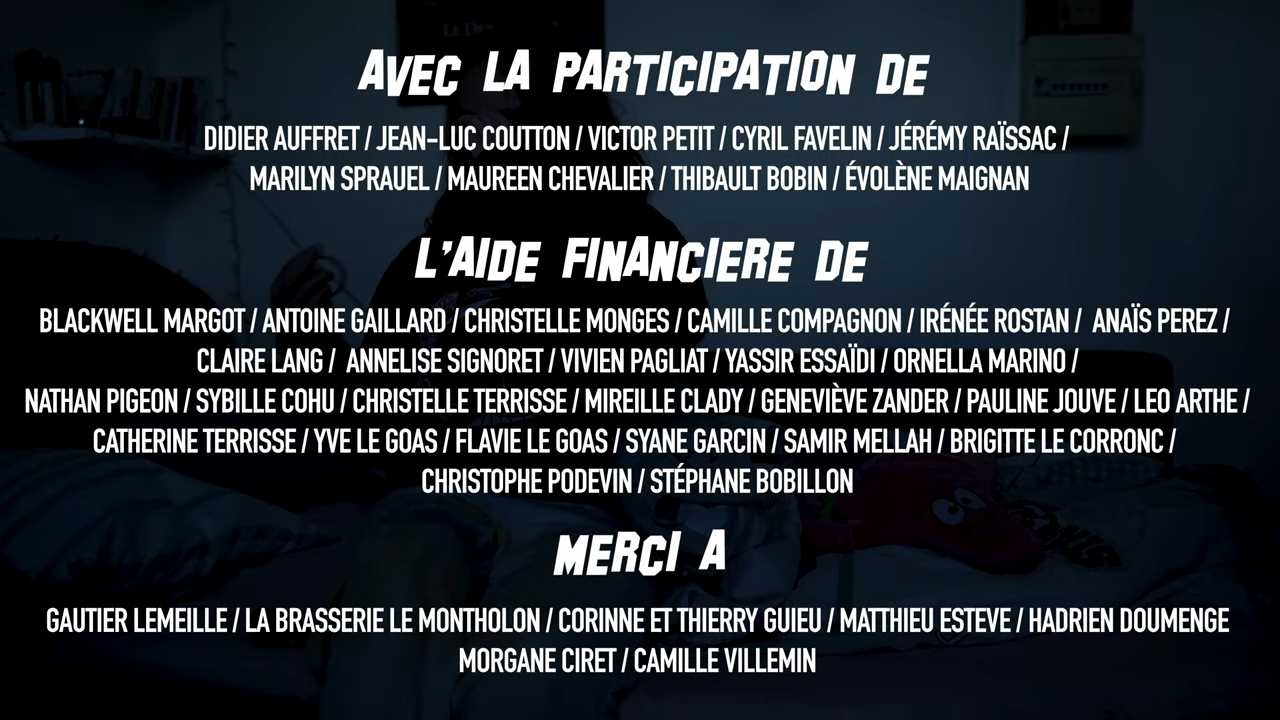 AVEC LA PARTICIPATION DE
DIDIER AUFFRET / JEAN-LUC COUTTON / VICTOR PETIT / CYRIL FAVELIN / JÉRÉMY RAÏSSAC /
MARILYN SPRAUEL / MAUREEN CHEVALIER / THIBAULT BOBIN / ÉVOLÈNE MAIGNAN
L'AIDE FINANCIERE DE
BLACKWELL MARGOT / ANTOINE GAILLARD / CHRISTELLE MONGES / CAMILLE COMPAGNON / IRÉNÉE ROSTAN / ANAÏS PEREZ /
CLAIRE LANG / ANNELISE SIGNORET / VIVIEN PAGLIAT / YASSIR ESSAÏDI / ORNELLA MARINO /
NATHAN PIGEON / SYBILLE COHU / CHRISTELLE TERRISSE / MIREILLE CLADY / GENEVIÈVE ZANDER / PAULINE JOUVE / LEO ARTHE /
CATHERINE TERRISSE / YVE LE GOAS / FLAVIE LE GOAS / SYANE GARCIN / SAMIR MELLAH / BRIGITTE LE CORRONC /
CHRISTOPHE PODEVIN / STÉPHANE BOBILLON
MERCI A
GAUTIER LEMEILLE / LA BRASSERIE LE MONTHOLON / CORINNE ET THIERRY GUIEU / MATTHIEU ESTEVE / HADRIEN DOUMENGE
MORGANE CIRET / CAMILLE VILLEMIN